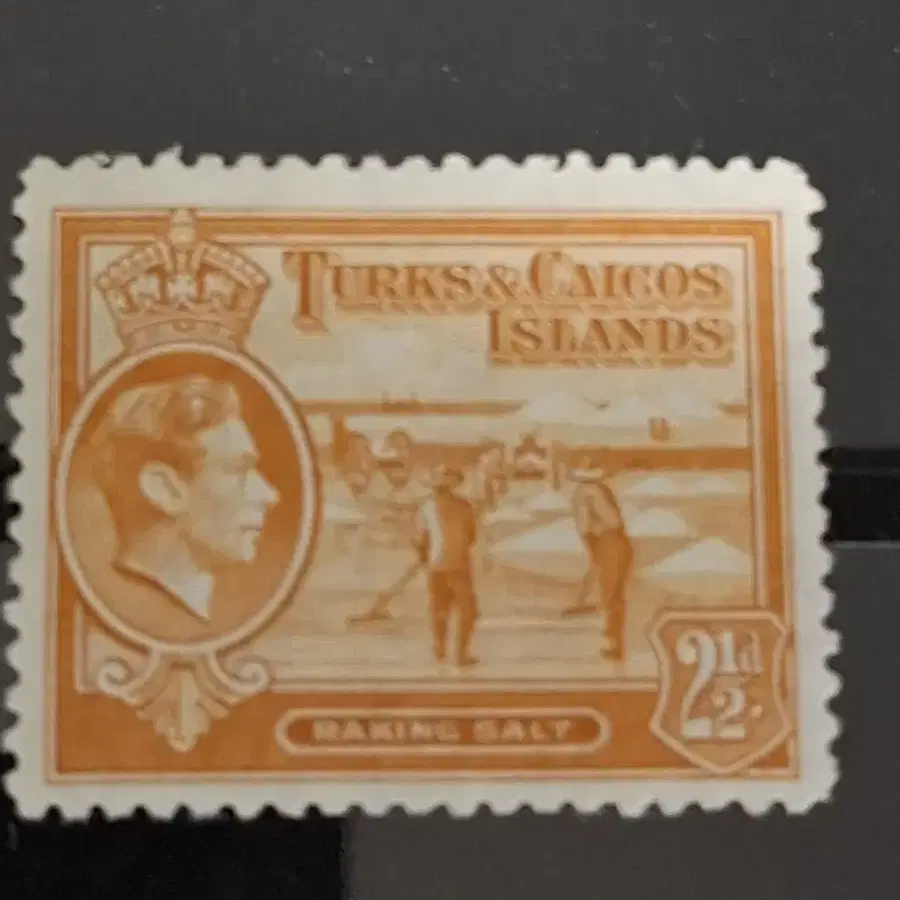 TURKS & CAICOS
ISLANDS
RAKING SALT
2½d.